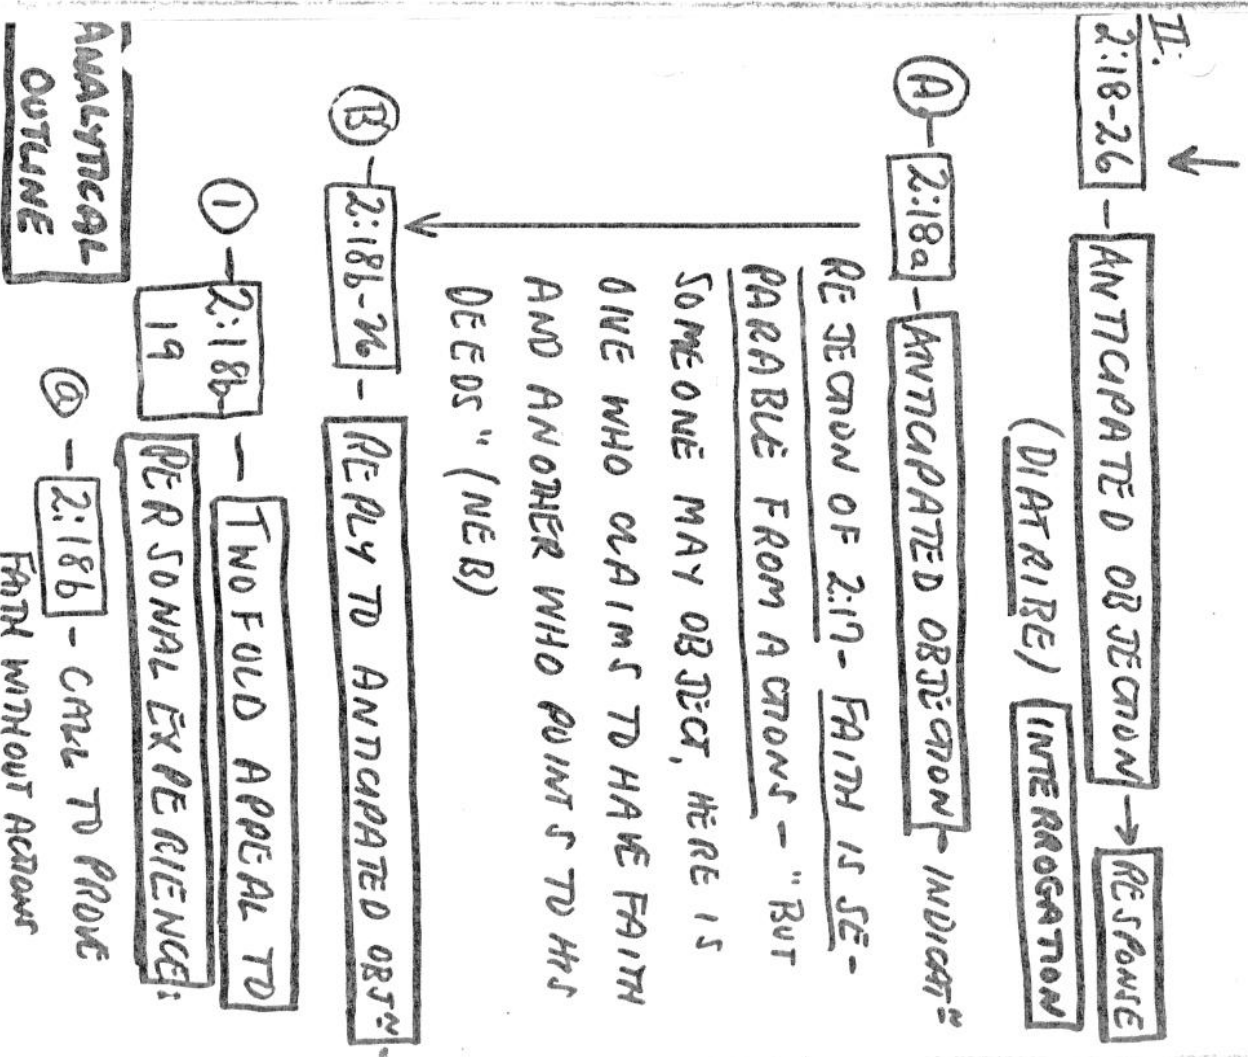 II.
2:18-26 - ANTICIPATED OBJECTION → RESPONSE
(DIATRIBE) INTERROGATION
A - 2:18a - ANTICIPATED OBJECTION - INDICATN
REJECTION OF 2:17 - FAITH IS SE-
PARABLE FROM ACTIONS - "BUT
SOMEONE MAY OBJECT, HERE IS
ONE WHO CLAIMS TO HAVE FAITH
AND ANOTHER WHO POINTS TO HIS
DEEDS" (NEB)
B - 2:18b-26 - REPLY TO ANTICIPATED OBJN.
1 - 2:18b- - TWOFOLD APPEAL TO
19 PERSONAL EXPERIENCE:
a - 2:18b - CALL TO PROVE
FAITH WITHOUT ACTIONS
ANALYTICAL
OUTLINE